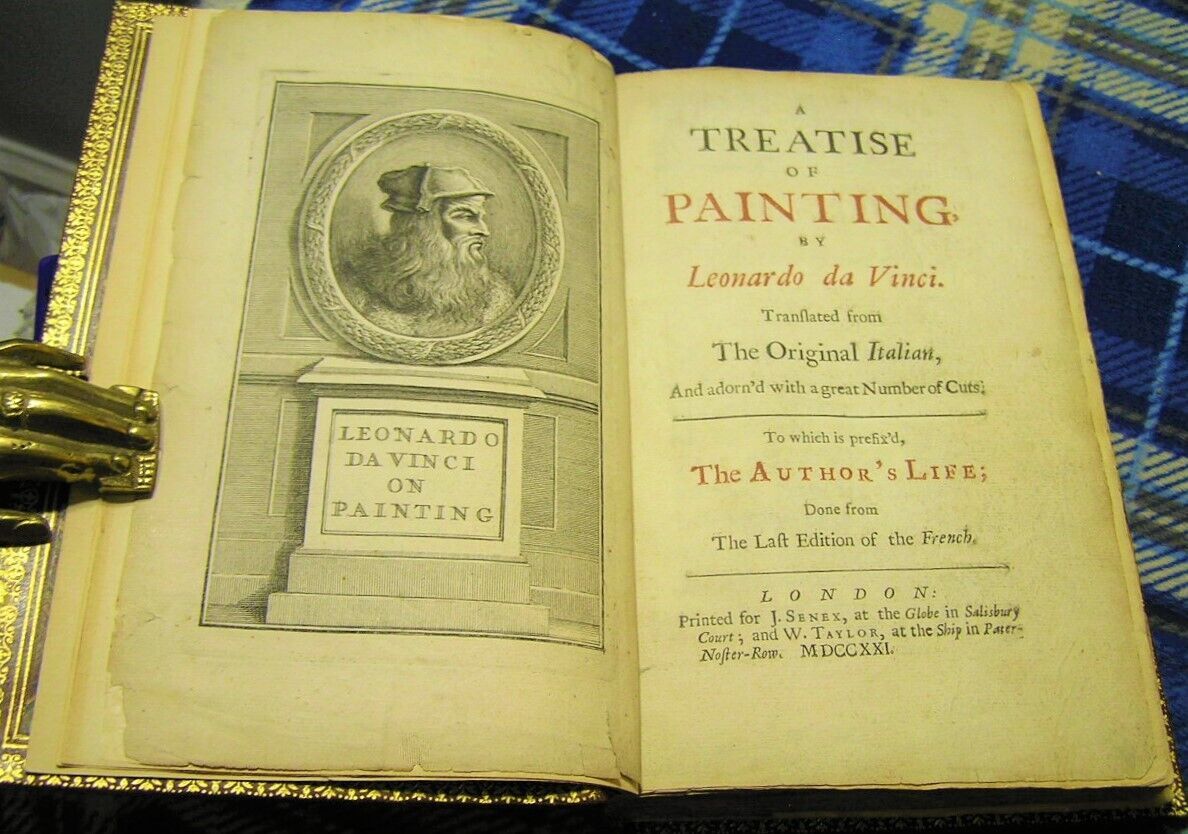 LEONARDO
DA VINCI
ON
PAINTING
A
TREATISE
OF
PAINTING,
BY
Leonardo da Vinci.
Tranſlated from
The Original Italian,
And adorn'd with a great Number of Cuts;
To which is prefix'd,
The AUTHOR's LIFE;
Done from
The Laſt Edition of the French.
LONDON:
Printed for J. SENEX, at the Globe in Salisbury
Court; and W. TAYLOR, at the Ship in Pater-
Noſter-Row. MDCCXXI.